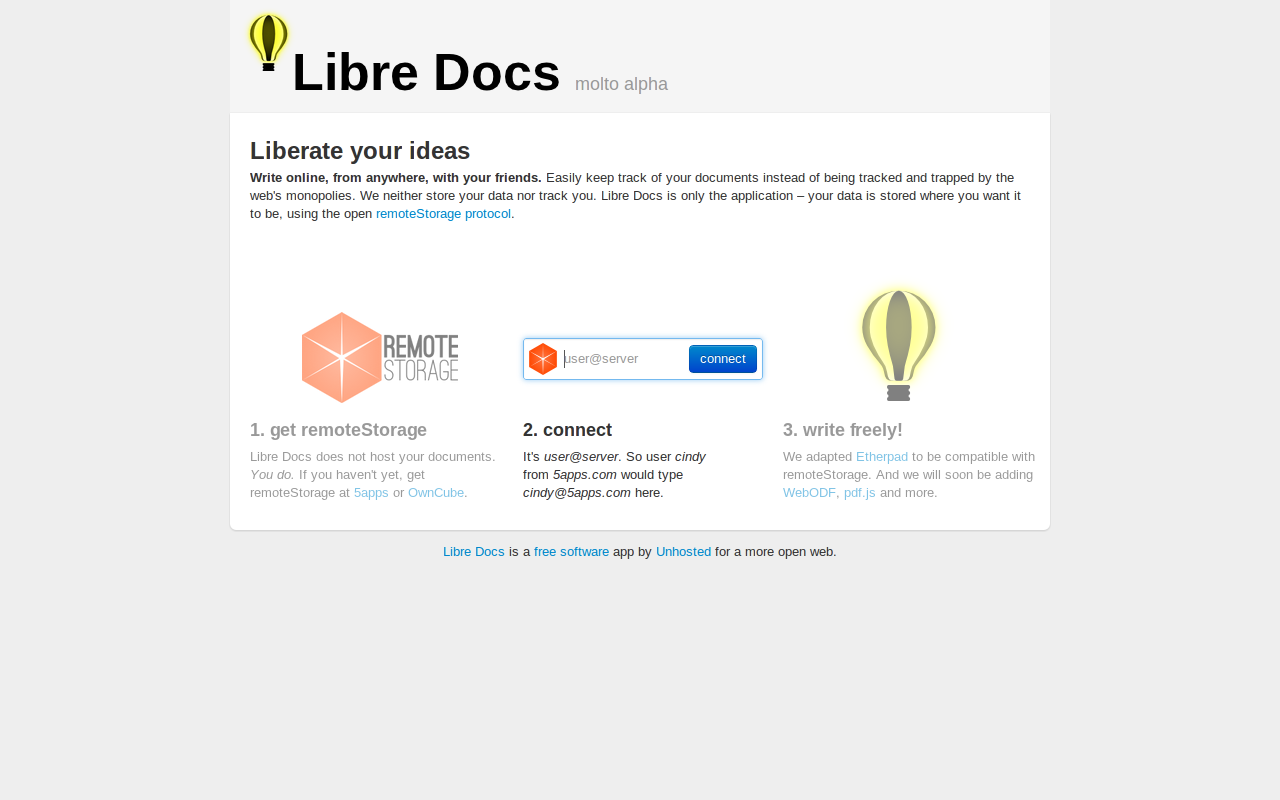 Libre Docs molto alpha
Liberate your ideas
Write online, from anywhere, with your friends. Easily keep track of your documents instead of being tracked and trapped by the
web's monopolies. We neither store your data nor track you. Libre Docs is only the application – your data is stored where you want it
to be, using the open remoteStorage protocol.
REMOTE
STORAGE
user@server connect
1. get remoteStorage
Libre Docs does not host your documents.
You do. If you haven't yet, get
remoteStorage at 5apps or OwnCube.
2. connect
It's user@server. So user cindy
from 5apps.com would type
cindy@5apps.com here.
3. write freely!
We adapted Etherpad to be compatible with
remoteStorage. And we will soon be adding
WebODF, pdf.js and more.
Libre Docs is a free software app by Unhosted for a more open web.